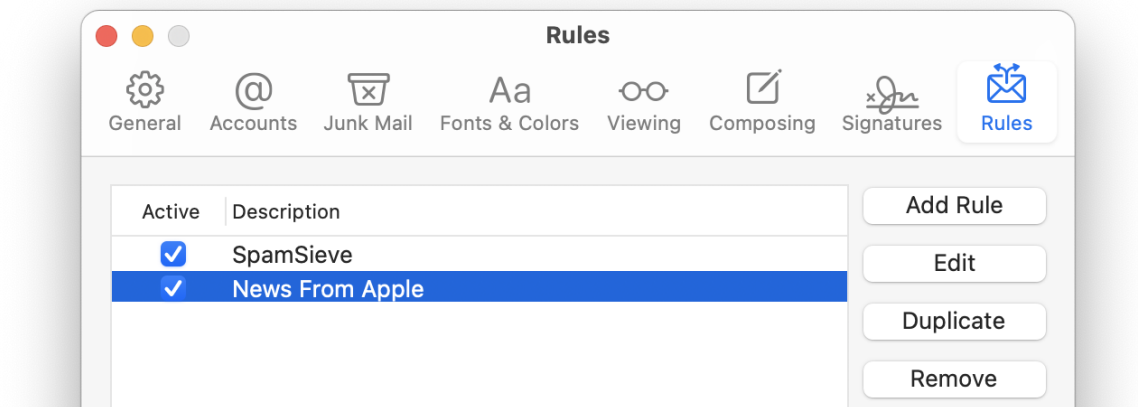 Rules
General Accounts Junk Mail Fonts & Colors Viewing Composing Signatures Rules
Active Description
SpamSieve
News From Apple
Add Rule
Edit
Duplicate
Remove